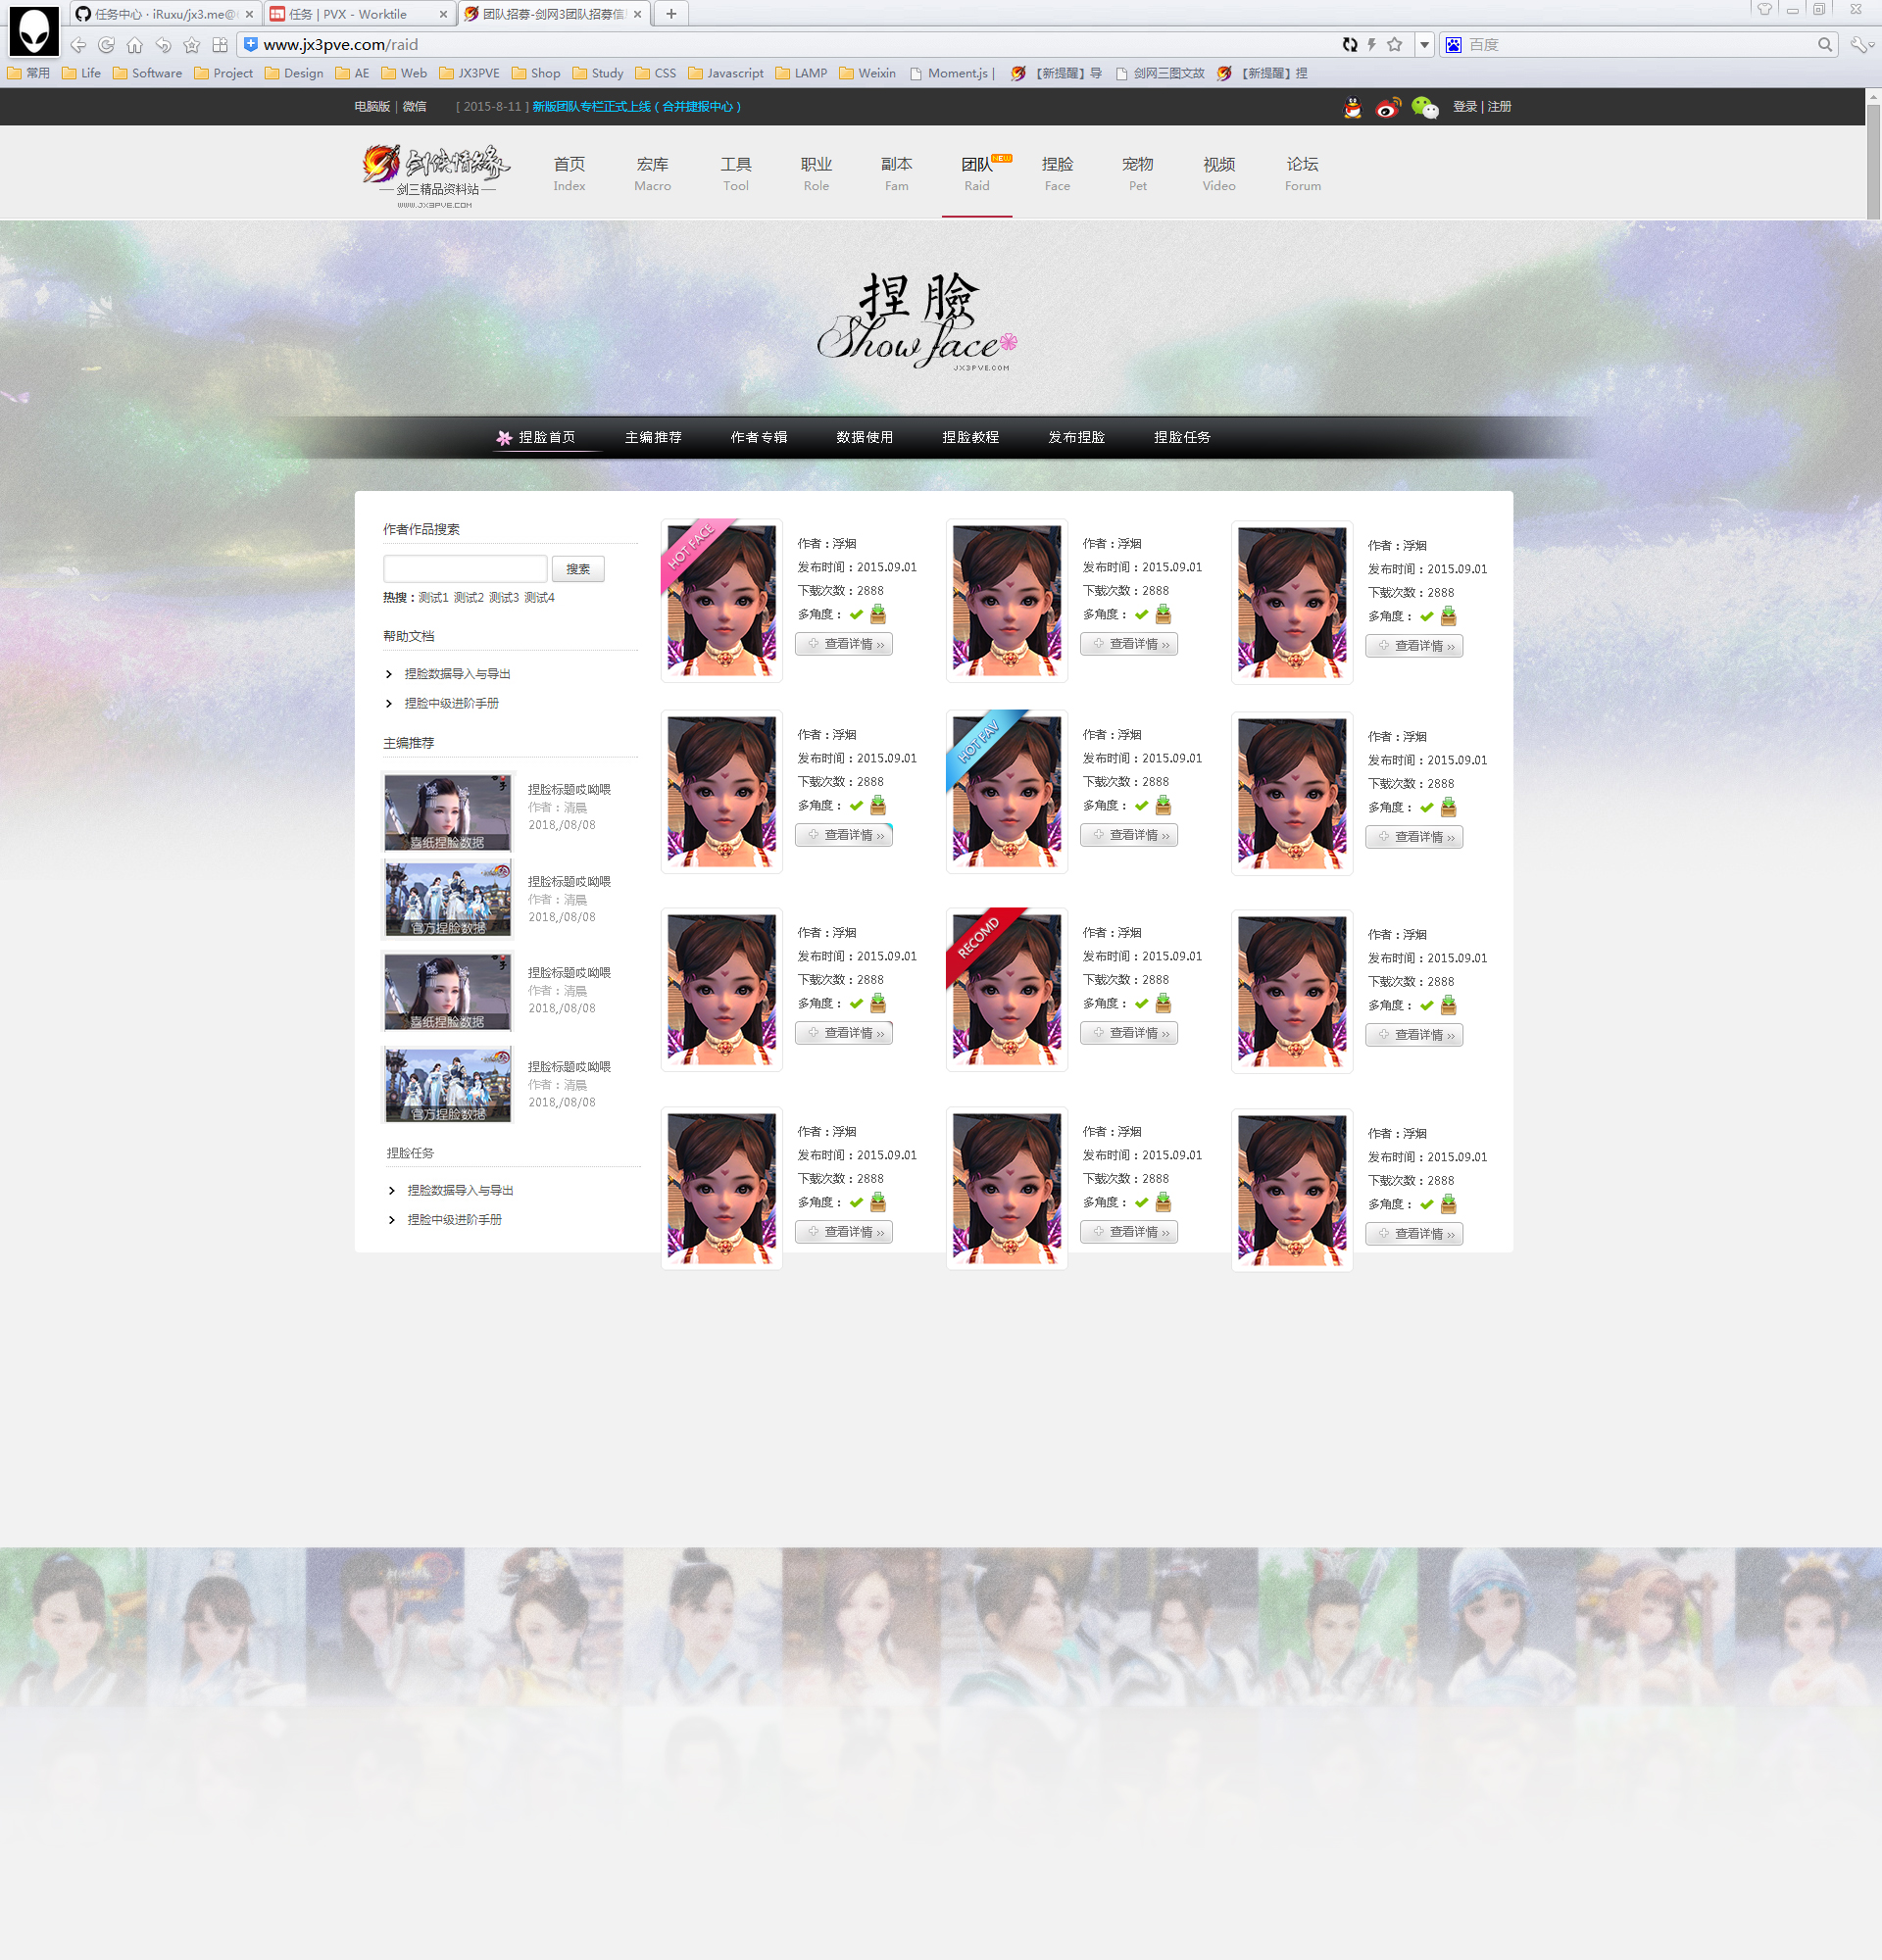 任务中心 · iRuxu/jx3.me@
任务 | PVX - Worktile
团队招募-剑网3团队招募信
www.jx3pve.com/raid
百度
常用 Life Software Project Design AE Web JX3PVE Shop Study CSS Javascript LAMP Weixin Moment.js | 【新提醒】导 剑网三图文故 【新提醒】捏
电脑版 | 微信 [ 2015-8-11 ] 新版团队专栏正式上线 ( 合并捷报中心 )
登录 | 注册
剑侠情缘
剑三精品资料站
WWW.JX3PVE.COM
首页 宏库 工具 职业 副本 团队 NEW 捏脸 宠物 视频 论坛
Index Macro Tool Role Fam Raid Face Pet Video Forum
捏臉
Show face
JX3PVE.COM
捏脸首页 主编推荐 作者专辑 数据使用 捏脸教程 发布捏脸 捏脸任务
作者作品搜索
搜索
热搜：测试1 测试2 测试3 测试4
帮助文档
捏脸数据导入与导出
捏脸中级进阶手册
主编推荐
喜纸捏脸数据
捏脸标题哎呦喂
作者：清晨
2018,/08/08
官方捏脸数据
捏脸标题哎呦喂
作者：清晨
2018,/08/08
喜纸捏脸数据
捏脸标题哎呦喂
作者：清晨
2018,/08/08
官方捏脸数据
捏脸标题哎呦喂
作者：清晨
2018,/08/08
捏脸任务
捏脸数据导入与导出
捏脸中级进阶手册
HOT FACE
作者：浮烟
发布时间：2015.09.01
下载次数：2888
多角度：
查看详情 ››
作者：浮烟
发布时间：2015.09.01
下载次数：2888
多角度：
查看详情 ››
作者：浮烟
发布时间：2015.09.01
下载次数：2888
多角度：
查看详情 ››
作者：浮烟
发布时间：2015.09.01
下载次数：2888
多角度：
查看详情 ››
HOT FAV
作者：浮烟
发布时间：2015.09.01
下载次数：2888
多角度：
查看详情 ››
作者：浮烟
发布时间：2015.09.01
下载次数：2888
多角度：
查看详情 ››
作者：浮烟
发布时间：2015.09.01
下载次数：2888
多角度：
查看详情 ››
RECOMD
作者：浮烟
发布时间：2015.09.01
下载次数：2888
多角度：
查看详情 ››
作者：浮烟
发布时间：2015.09.01
下载次数：2888
多角度：
查看详情 ››
作者：浮烟
发布时间：2015.09.01
下载次数：2888
多角度：
查看详情 ››
作者：浮烟
发布时间：2015.09.01
下载次数：2888
多角度：
查看详情 ››
作者：浮烟
发布时间：2015.09.01
下载次数：2888
多角度：
查看详情 ››